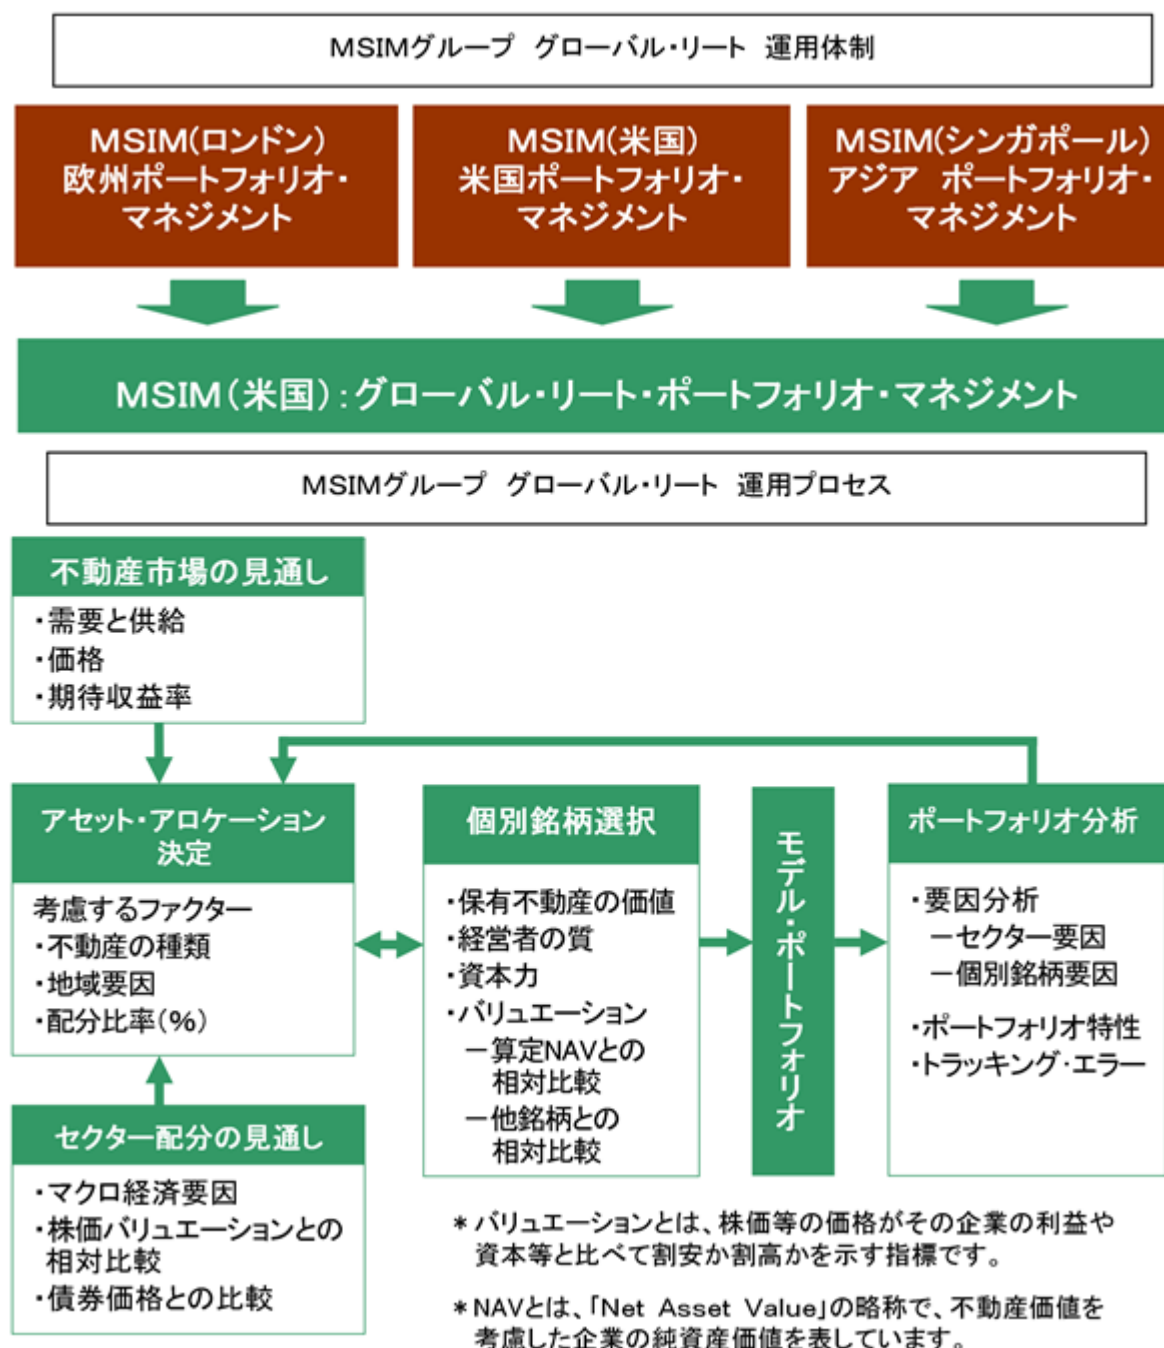 MSIMグループ グローバル・リート 運用体制
MSIM(ロンドン)
欧州ポートフォリオ・
マネジメント
MSIM(米国)
米国ポートフォリオ・
マネジメント
MSIM(シンガポール)
アジア ポートフォリオ・
マネジメント
MSIM(米国):グローバル・リート・ポートフォリオ・マネジメント
MSIMグループ グローバル・リート 運用プロセス
不動産市場の見通し
・需要と供給
・価格
・期待収益率
アセット・アロケーション
決定
考慮するファクター
・不動産の種類
・地域要因
・配分比率(%)
セクター配分の見通し
・マクロ経済要因
・株価バリュエーションとの
相対比較
・債券価格との比較
個別銘柄選択
・保有不動産の価値
・経営者の質
・資本力
・バリュエーション
－算定NAVとの
相対比較
－他銘柄との
相対比較
モデル・ポートフォリオ
ポートフォリオ分析
・要因分析
－セクター要因
－個別銘柄要因
・ポートフォリオ特性
・トラッキング・エラー
＊バリュエーションとは、株価等の価格がその企業の利益や
資本等と比べて割安か割高かを示す指標です。
＊NAVとは、「Net Asset Value」の略称で、不動産価値を
考慮した企業の純資産価値を表しています。